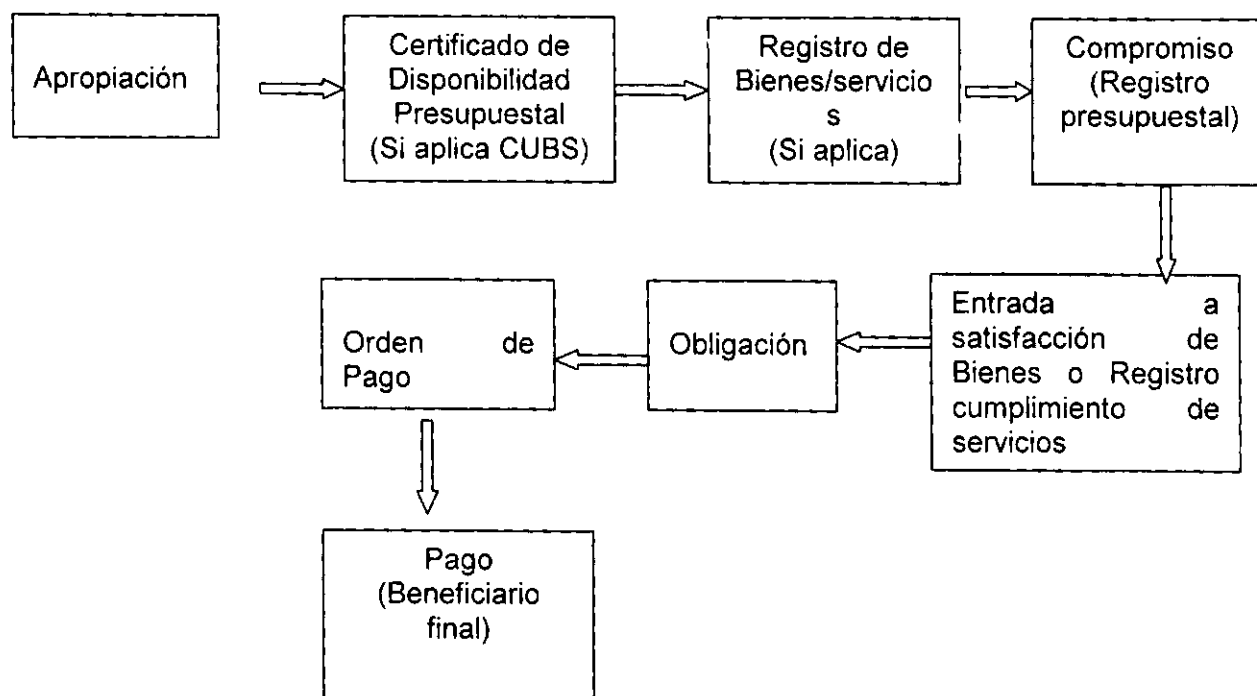 Apropiación
Certificado de
Disponibilidad
Presupuestal
(Si aplica CUBS)
Registro de
Bienes/servicio
s
(Si aplica)
Compromiso
(Registro
presupuestal)
Entrada a
satisfacción de
Bienes o Registro
cumplimiento de
servicios
Obligación
Orden de
Pago
Pago
(Beneficiario
final)